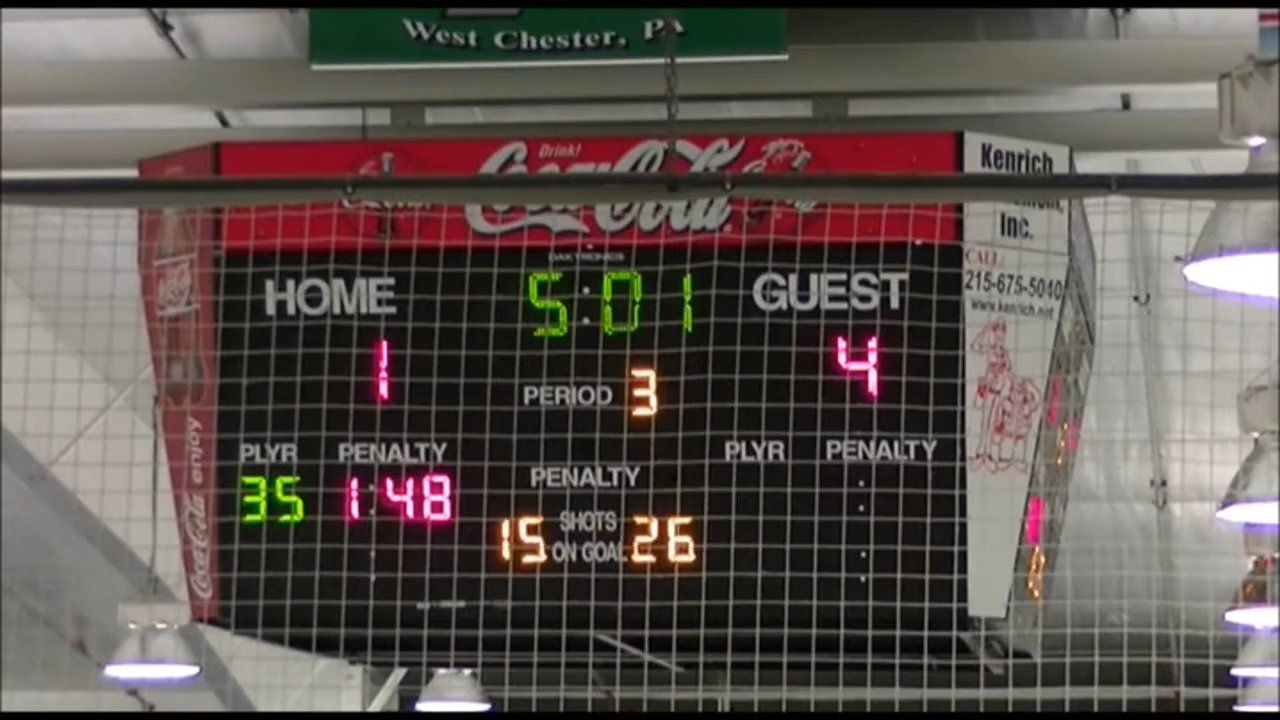 West Chester, PA
Drink!
Coca-Cola
Kenrich
Inc.
CALL:
215-675-5040
www.kenrich.net
DAKTRONICS
HOME 5:01 GUEST
1 4
PERIOD 3
PLYR PENALTY PLYR PENALTY
35 1:48
PENALTY
15 SHOTS ON GOAL 26
enjoy
Coca-Cola